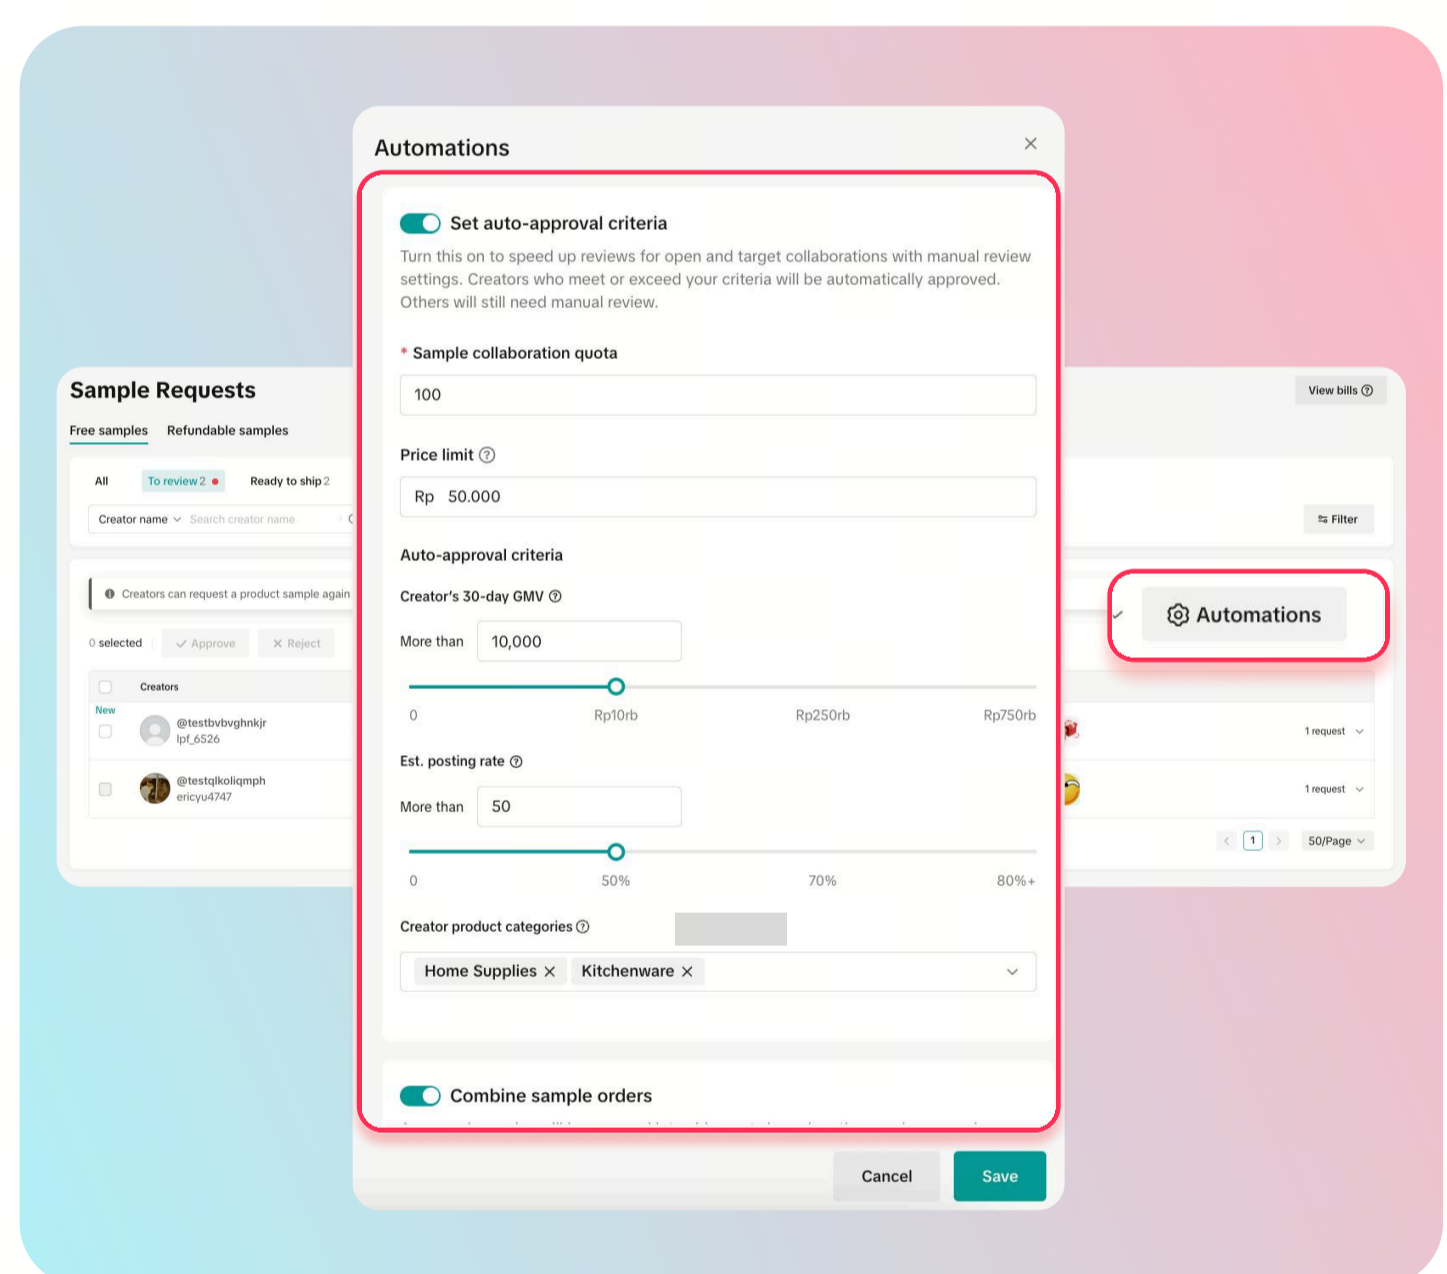 Automations
Set auto-approval criteria
Turn this on to speed up reviews for open and target collaborations with manual review
settings. Creators who meet or exceed your criteria will be automatically approved.
Others will still need manual review.
* Sample collaboration quota
100
Price limit
Rp 50.000
Auto-approval criteria
Creator's 30-day GMV
More than 10,000
0 Rp10rb Rp250rb Rp750rb
Est. posting rate
More than 50
0 50% 70% 80%+
Creator product categories
Home Supplies Kitchenware
Combine sample orders
Cancel Save
Sample Requests
View bills
Free samples Refundable samples
All To review 2 Ready to ship 2
Creator name Search creator name
Filter
Creators can request a product sample again
Automations
0 selected Approve Reject
Creators
New
@testbvbvghnkjr
lpf_6526
1 request
@testqlkoliqmph
ericyu4747
1 request
1 50/Page